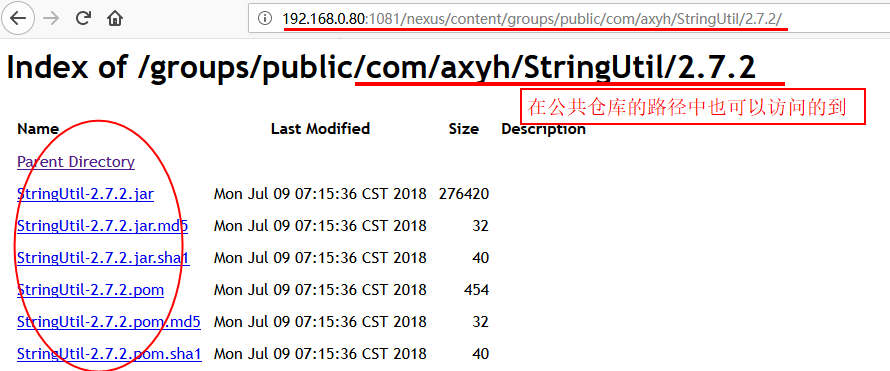 192.168.0.80:1081/nexus/content/groups/public/com/axyh/StringUtil/2.7.2/
Index of /groups/public/com/axyh/StringUtil/2.7.2
在公共仓库的路径中也可以访问的到
Name Last Modified Size Description
Parent Directory
StringUtil-2.7.2.jar Mon Jul 09 07:15:36 CST 2018 276420
StringUtil-2.7.2.jar.md5 Mon Jul 09 07:15:36 CST 2018 32
StringUtil-2.7.2.jar.sha1 Mon Jul 09 07:15:36 CST 2018 40
StringUtil-2.7.2.pom Mon Jul 09 07:15:36 CST 2018 454
StringUtil-2.7.2.pom.md5 Mon Jul 09 07:15:36 CST 2018 32
StringUtil-2.7.2.pom.sha1 Mon Jul 09 07:15:36 CST 2018 40